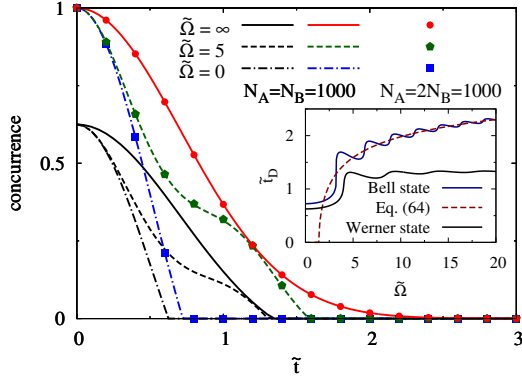 1
0.5
0
concurrence
Ω̃ = ∞
Ω̃ = 5
Ω̃ = 0
N_A=N_B=1000
N_A=2N_B=1000
2
1
0
t̃_D
Bell state
Eq. (64)
Werner state
0 5 10 15 20
Ω̃
0 1 2 3
t̃